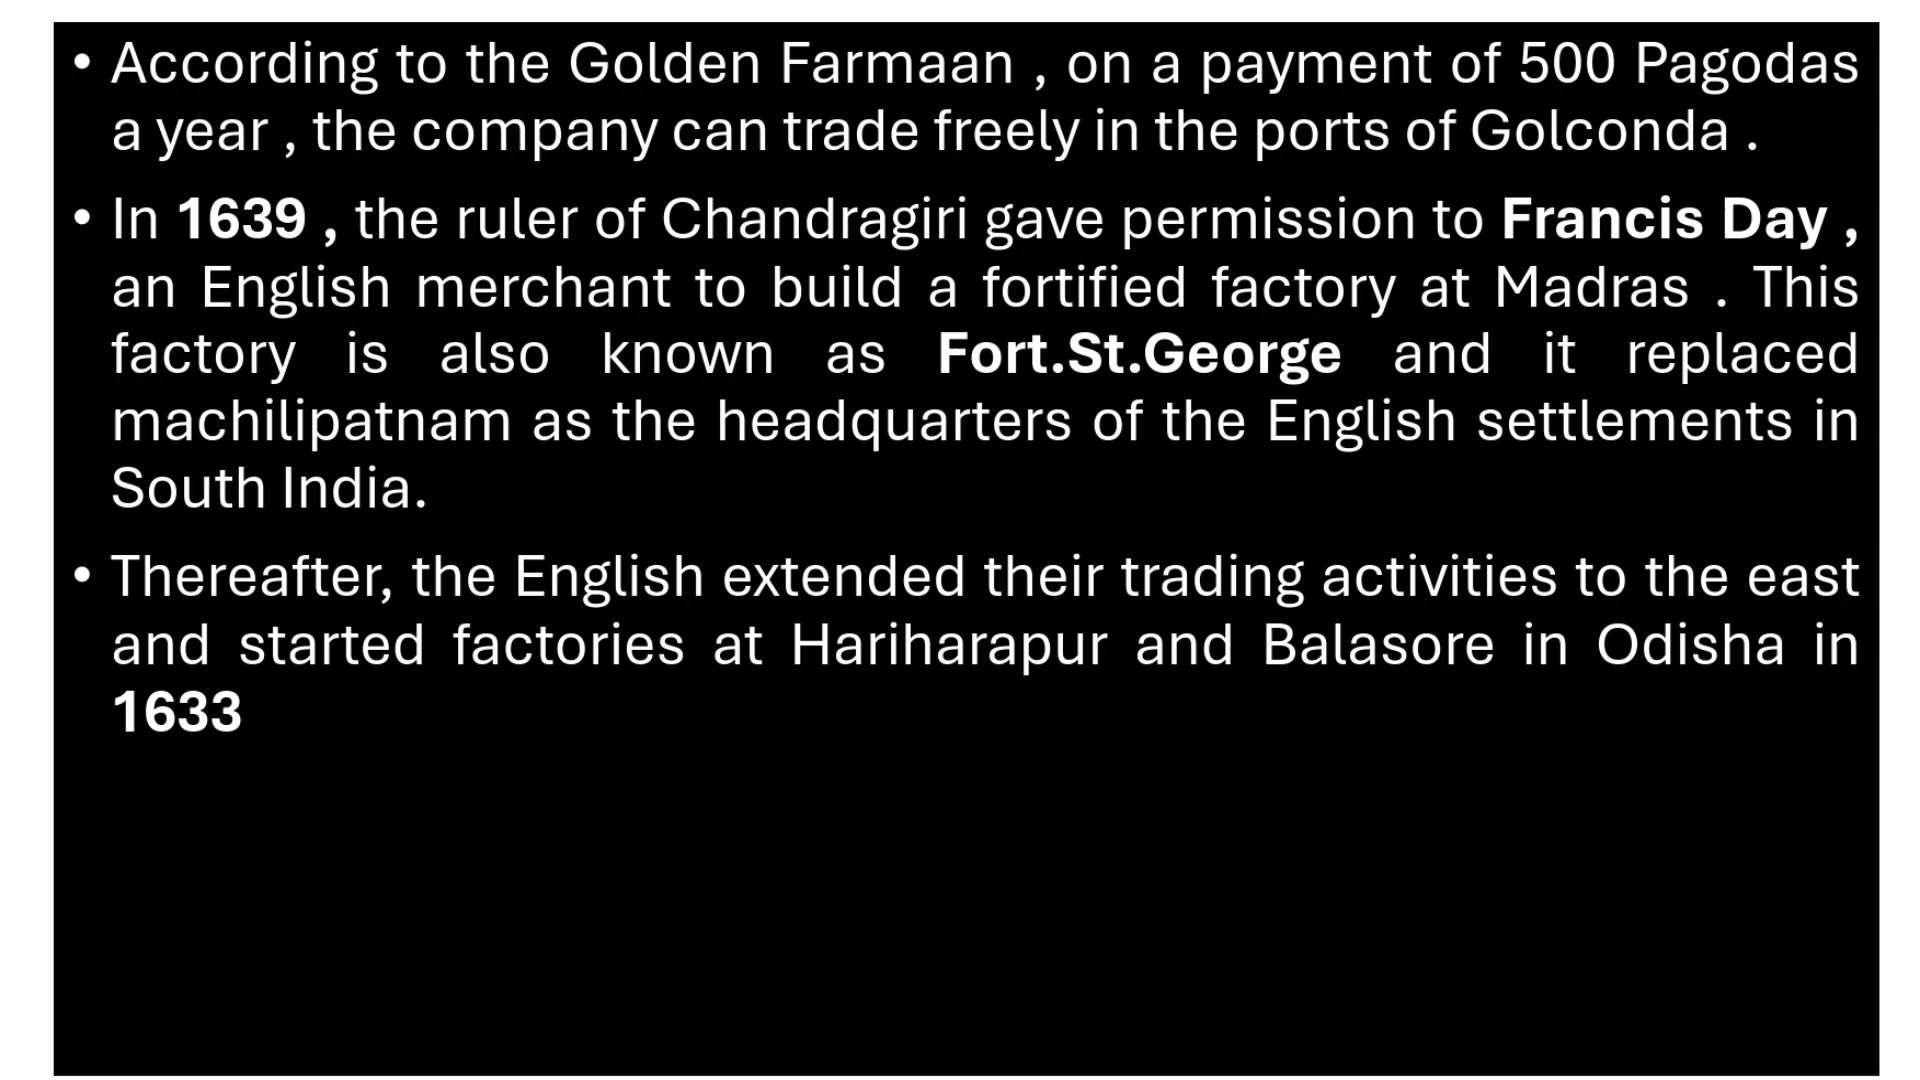 • According to the Golden Farmaan , on a payment of 500 Pagodas
a year , the company can trade freely in the ports of Golconda .
• In 1639 , the ruler of Chandragiri gave permission to Francis Day ,
an English merchant to build a fortified factory at Madras . This
factory is also known as Fort.St.George and it replaced
machilipatnam as the headquarters of the English settlements in
South India.
• Thereafter, the English extended their trading activities to the east
and started factories at Hariharapur and Balasore in Odisha in
1633